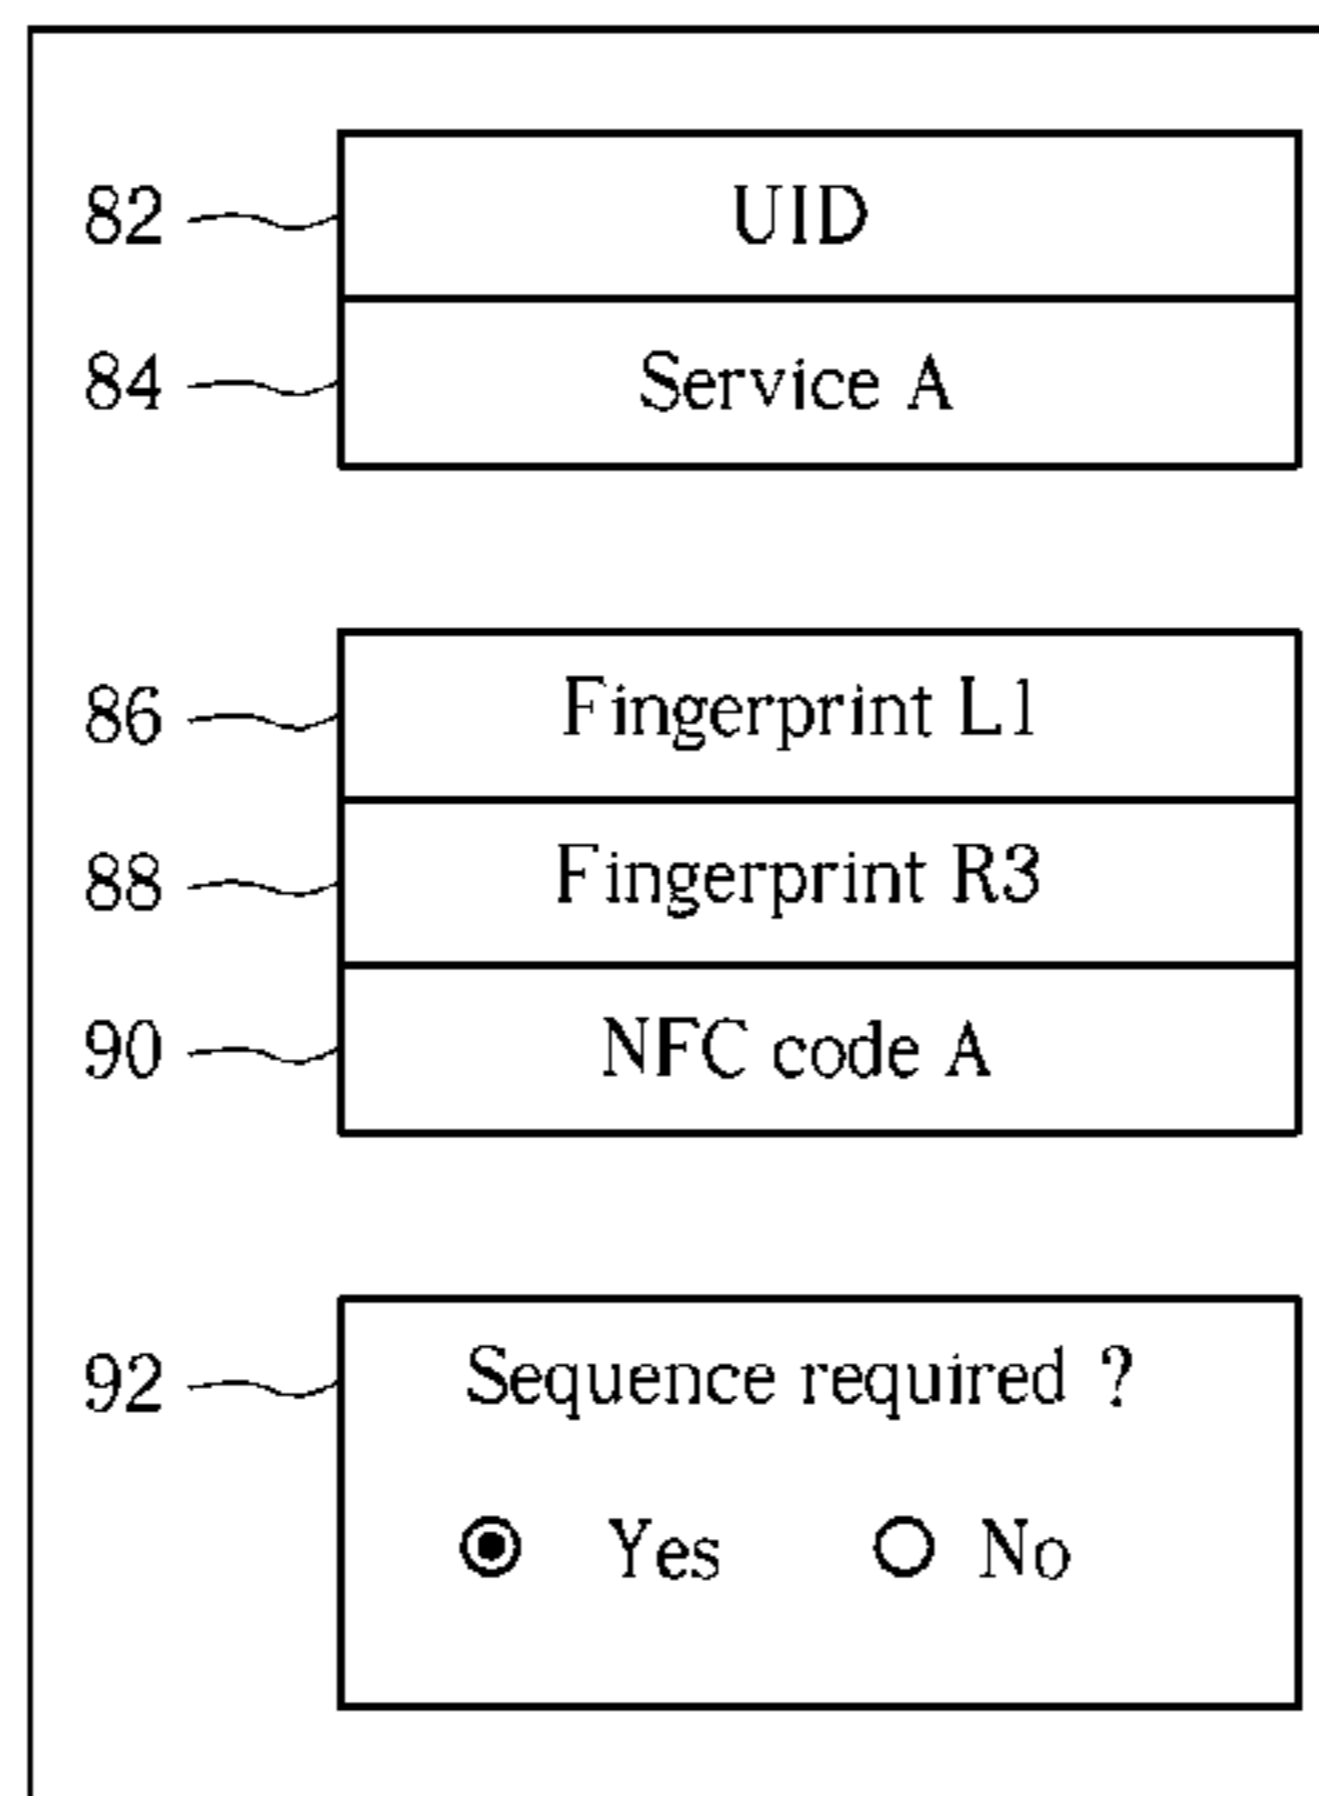 82 UID
84 Service A
86 Fingerprint L1
88 Fingerprint R3
90 NFC code A
92 Sequence required ?
Yes No